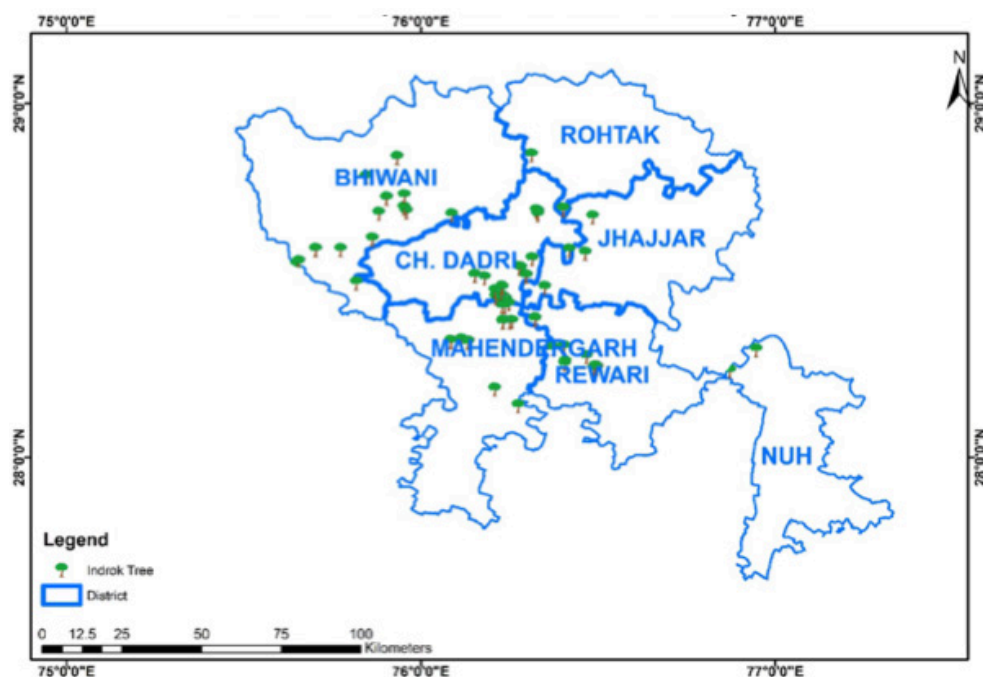 75°0'0"E 76°0'0"E 77°0'0"E
N
29°0'0"N 29°0'0"N
ROHTAK
BHIWANI
JHAJJAR
CH. DADRI
MAHENDERGARH
REWARI
NUH
28°0'0"N 28°0'0"N
Legend
Indrok Tree
District
0 12.5 25 50 75 100
Kilometers
75°0'0"E 76°0'0"E 77°0'0"E